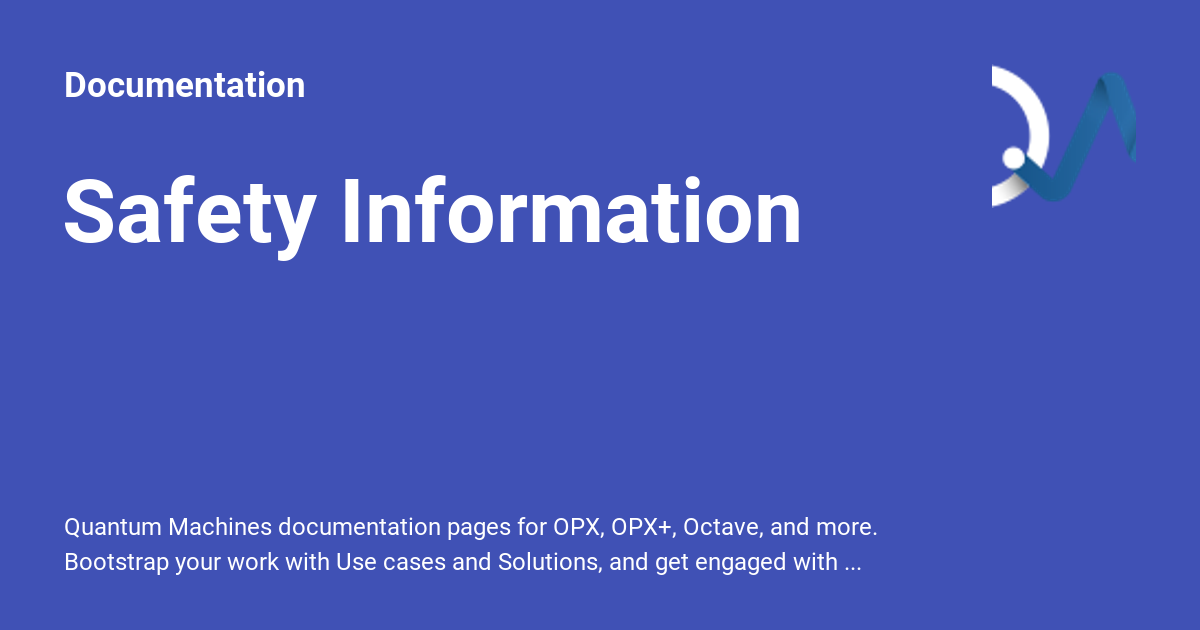 Documentation
Safety Information
Quantum Machines documentation pages for OPX, OPX+, Octave, and more.
Bootstrap your work with Use cases and Solutions, and get engaged with ...